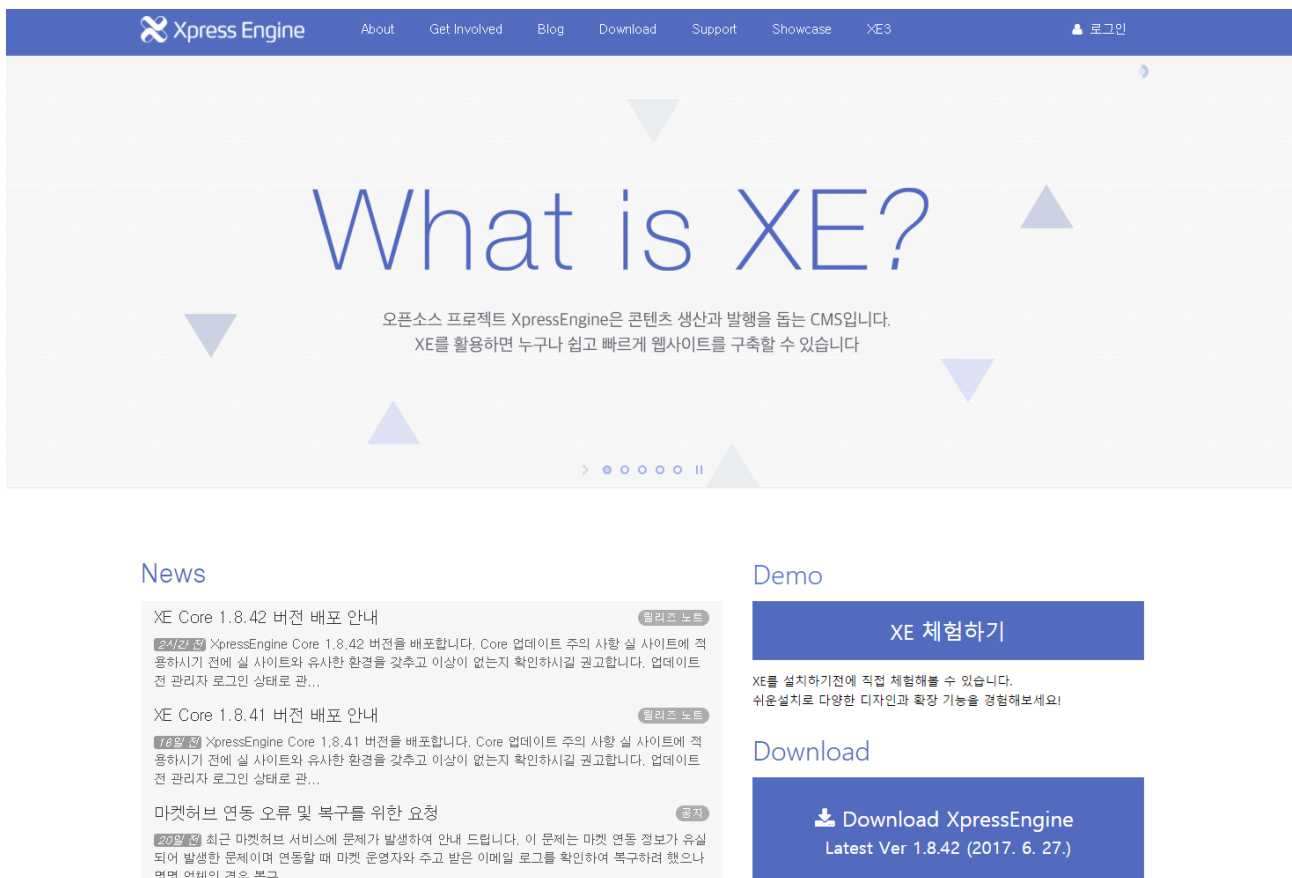 Xpress Engine About Get Involved Blog Download Support Showcase XE3 로그인
What is XE?
오픈소스 프로젝트 XpressEngine은 콘텐츠 생산과 발행을 돕는 CMS입니다.
XE를 활용하면 누구나 쉽고 빠르게 웹사이트를 구축할 수 있습니다
News
XE Core 1.8.42 버전 배포 안내 릴리즈 노트
2시간 전 XpressEngine Core 1.8.42 버전을 배포합니다. Core 업데이트 주의 사항 실 사이트에 적
용하시기 전에 실 사이트와 유사한 환경을 갖추고 이상이 없는지 확인하시길 권고합니다. 업데이트
전 관리자 로그인 상태로 관...
XE Core 1.8.41 버전 배포 안내 릴리즈 노트
18일 전 XpressEngine Core 1.8.41 버전을 배포합니다. Core 업데이트 주의 사항 실 사이트에 적
용하시기 전에 실 사이트와 유사한 환경을 갖추고 이상이 없는지 확인하시길 권고합니다. 업데이트
전 관리자 로그인 상태로 관...
마켓허브 연동 오류 및 복구를 위한 요청 공지
20일 전 최근 마켓허브 서비스에 문제가 발생하여 안내 드립니다. 이 문제는 마켓 연동 정보가 유실
되어 발생한 문제이며 연동할 때 마켓 운영자와 주고 받은 이메일 로그를 확인하여 복구하려 했으나
Demo
XE 체험하기
XE를 설치하기전에 직접 체험해볼 수 있습니다.
쉬운설치로 다양한 디자인과 확장 기능을 경험해보세요!
Download
Download XpressEngine
Latest Ver 1.8.42 (2017. 6. 27.)